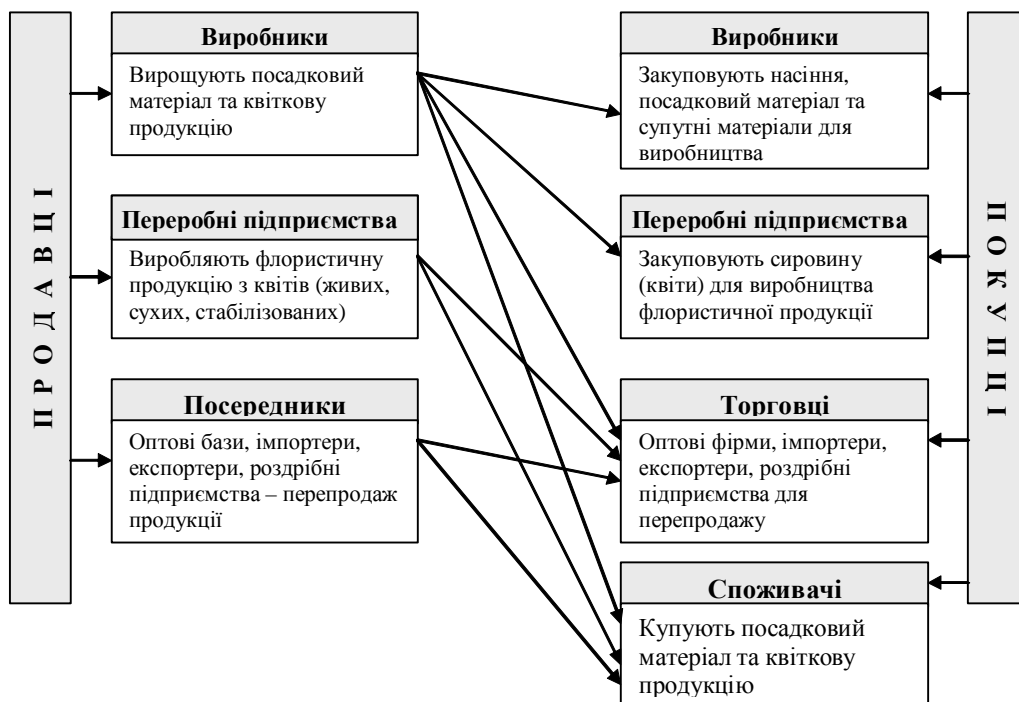 П Р О Д А В Ц І
Виробники
Вирощують посадковий
матеріал та квіткову
продукцію
Переробні підприємства
Виробляють флористичну
продукцію з квітів (живих,
сухих, стабілізованих)
Посередники
Оптові бази, імпортери,
експортери, роздрібні
підприємства – перепродаж
продукції
Виробники
Закуповують насіння,
посадковий матеріал та
супутні матеріали для
виробництва
Переробні підприємства
Закуповують сировину
(квіти) для виробництва
флористичної продукції
Торговці
Оптові фірми, імпортери,
експортери, роздрібні
підприємства для
перепродажу
Споживачі
Купують посадковий
матеріал та квіткову
продукцію
П О К У П Ц І